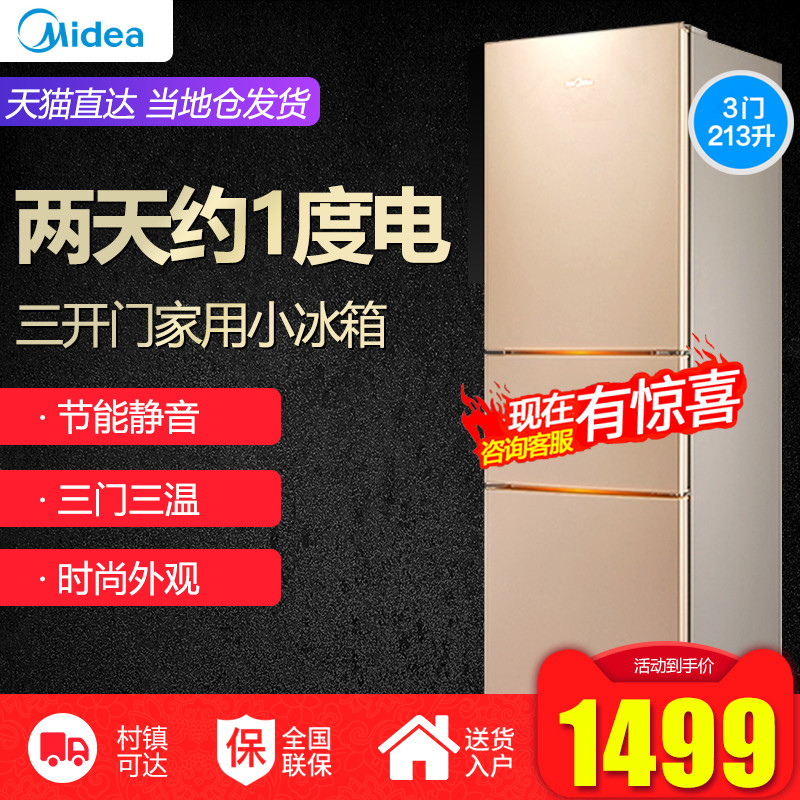 Midea
天猫直达 当地仓发货
3门
213升
两天约1度电
三开门家用小冰箱
· 节能静音
· 三门三温
· 时尚外观
现在有惊喜
咨询客服
活动到手价
1499
村镇
可达
保
全国
联保
送货
入户